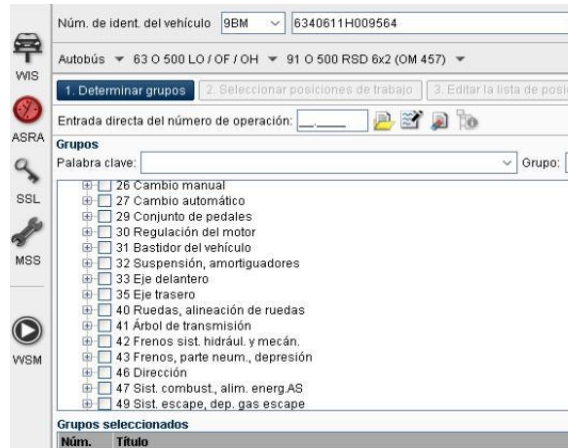 Núm. de ident. del vehículo 9BM 6340611H009564
Autobús 63 O 500 LO / OF / OH 91 O 500 RSD 6x2 (OM 457)
WIS
1. Determinar grupos 2. Seleccionar posiciones de trabajo 3. Editar la lista de posi
Entrada directa del número de operación: __.____
ASRA
Grupos
Palabra clave: Grupo:
26 Cambio manual
27 Cambio automático
SSL
29 Conjunto de pedales
30 Regulación del motor
31 Bastidor del vehículo
32 Suspensión, amortiguadores
MSS
33 Eje delantero
35 Eje trasero
40 Ruedas, alineación de ruedas
41 Árbol de transmisión
42 Frenos sist. hidrául. y mecán.
43 Frenos, parte neum., depresión
WSM
46 Dirección
47 Sist. combust., alim. energ.AS
49 Sist. escape, dep. gas escape
Grupos seleccionados
Núm. Título